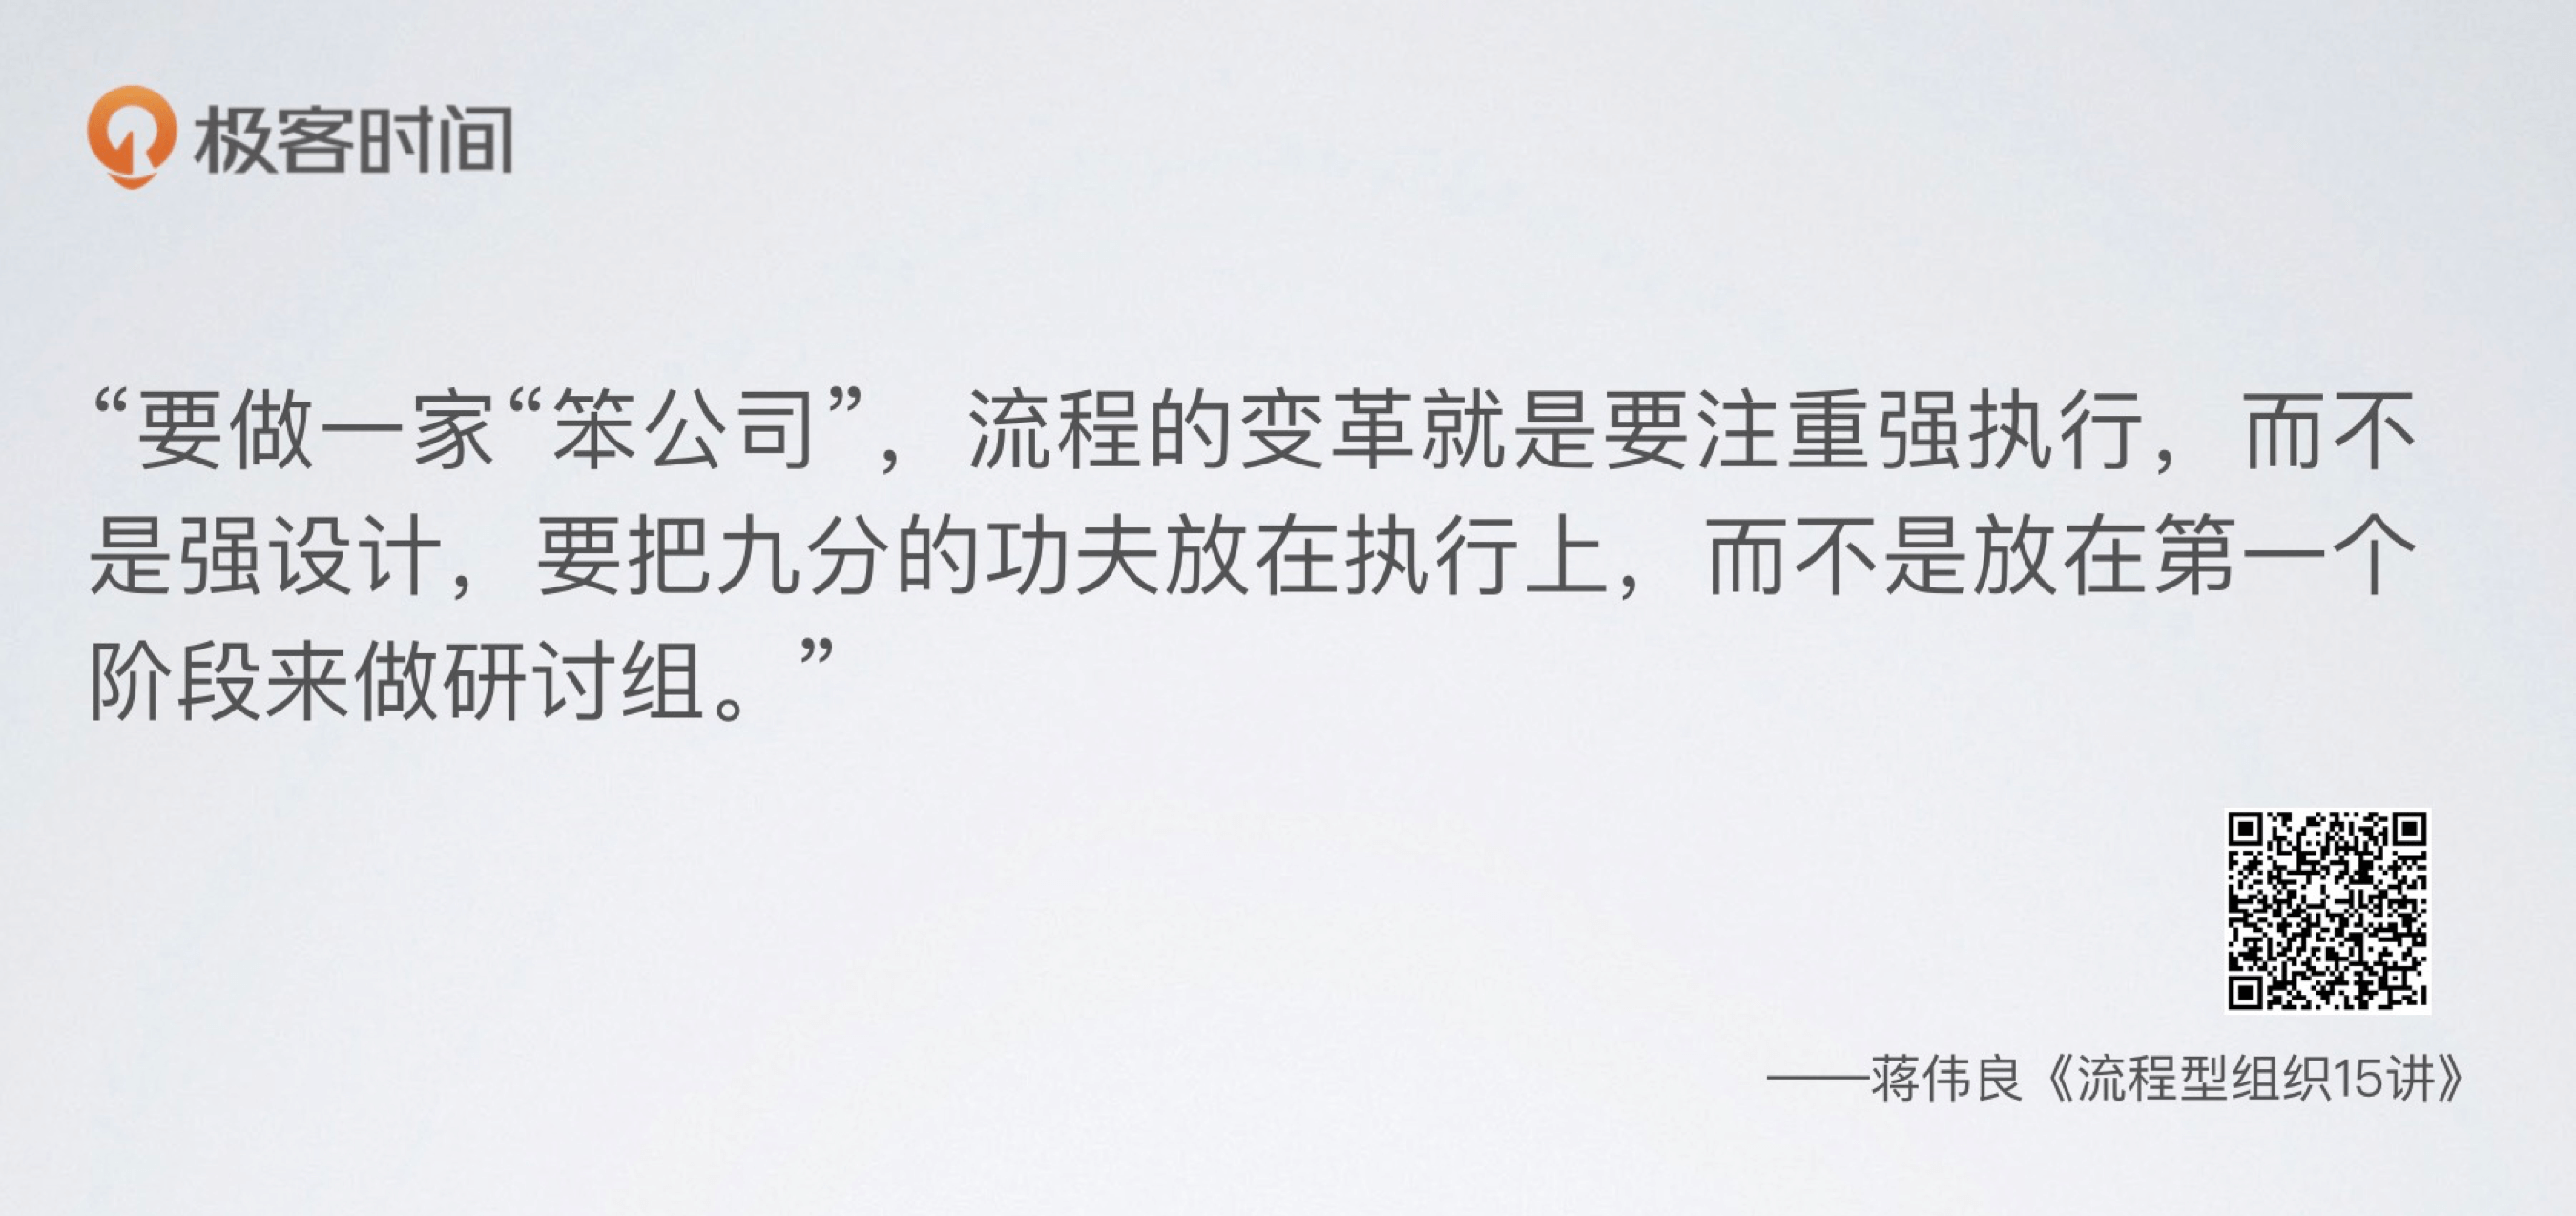 极客时间
“要做一家“笨公司”，流程的变革就是要注重强执行，而不
是强设计，要把九分的功夫放在执行上，而不是放在第一个
阶段来做研讨组。”
——蒋伟良《流程型组织15讲》